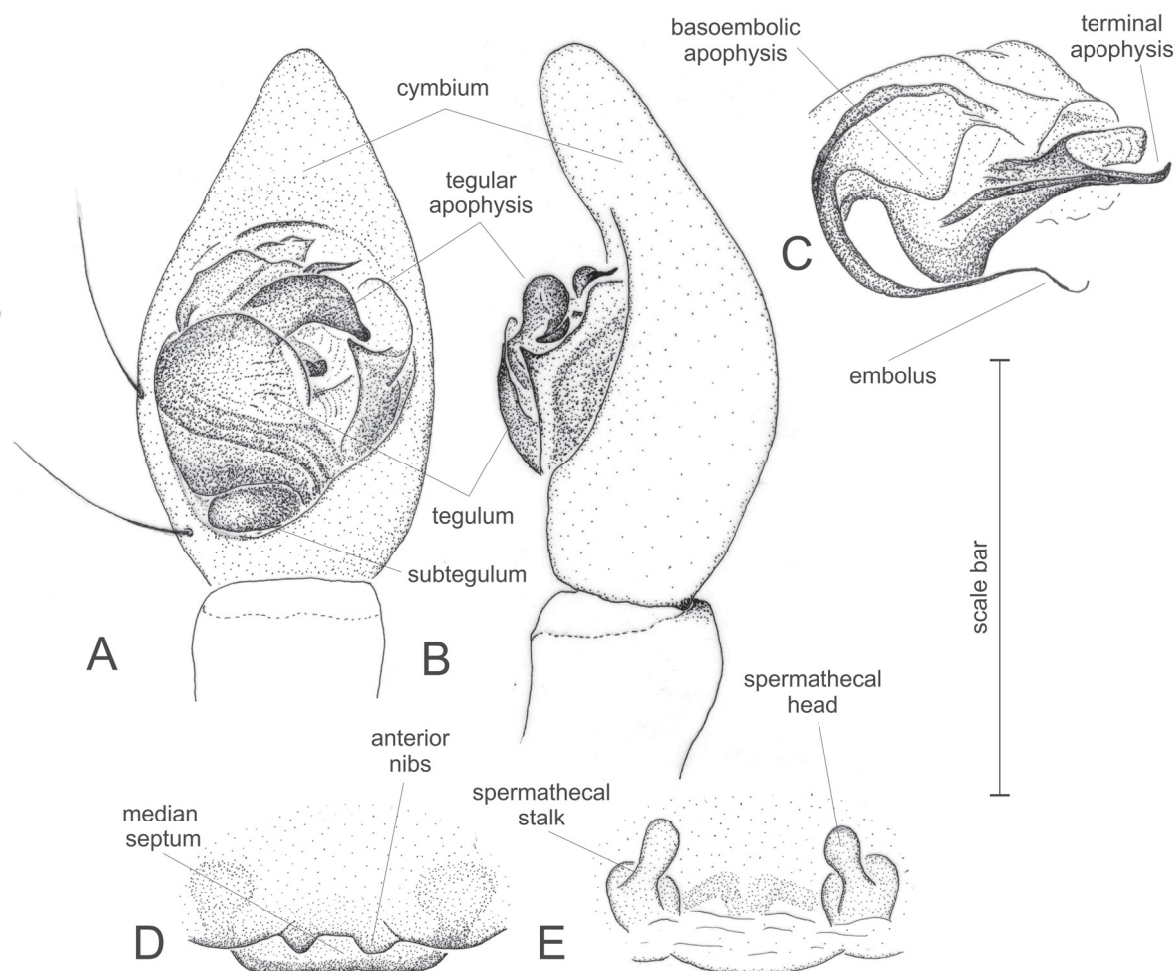 basoembolic
apophysis
terminal
apophysis
cymbium
tegular
apophysis
C
embolus
tegulum
subtegulum
A
B
scale bar
spermathecal
head
anterior
nibs
spermathecal
stalk
median
septum
D
E